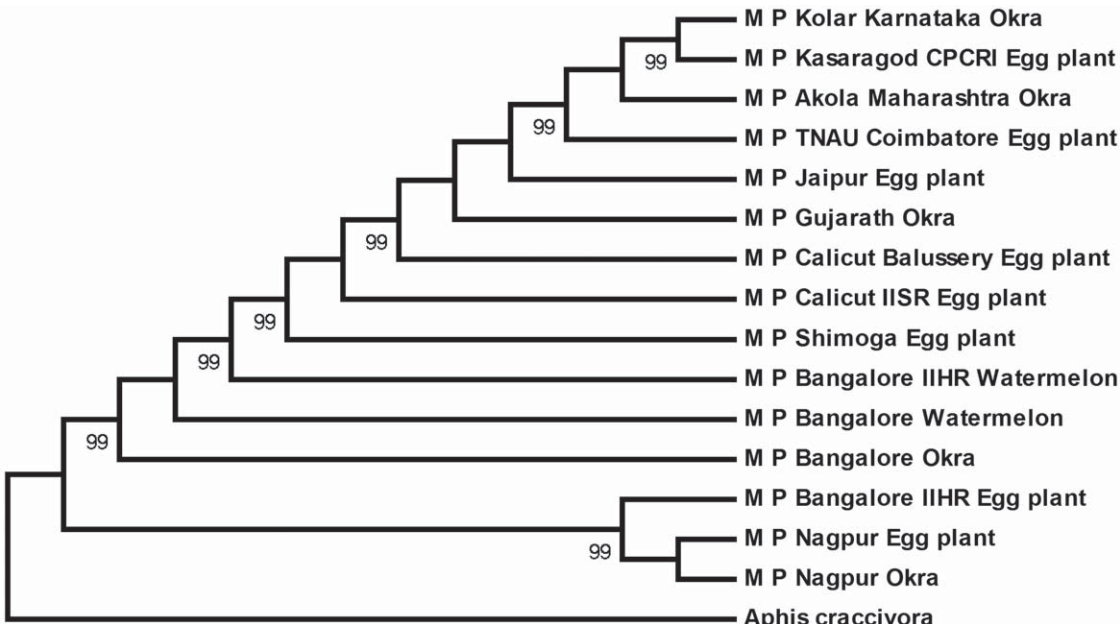 M P Kolar Karnataka Okra
99
M P Kasaragod CPCRI Egg plant
M P Akola Maharashtra Okra
99
M P TNAU Coimbatore Egg plant
M P Jaipur Egg plant
M P Gujarath Okra
99
M P Calicut Balussery Egg plant
M P Calicut IISR Egg plant
99
M P Shimoga Egg plant
99
M P Bangalore IIHR Watermelon
M P Bangalore Watermelon
99
M P Bangalore Okra
M P Bangalore IIHR Egg plant
M P Nagpur Egg plant
99
M P Nagpur Okra
Aphis craccivora